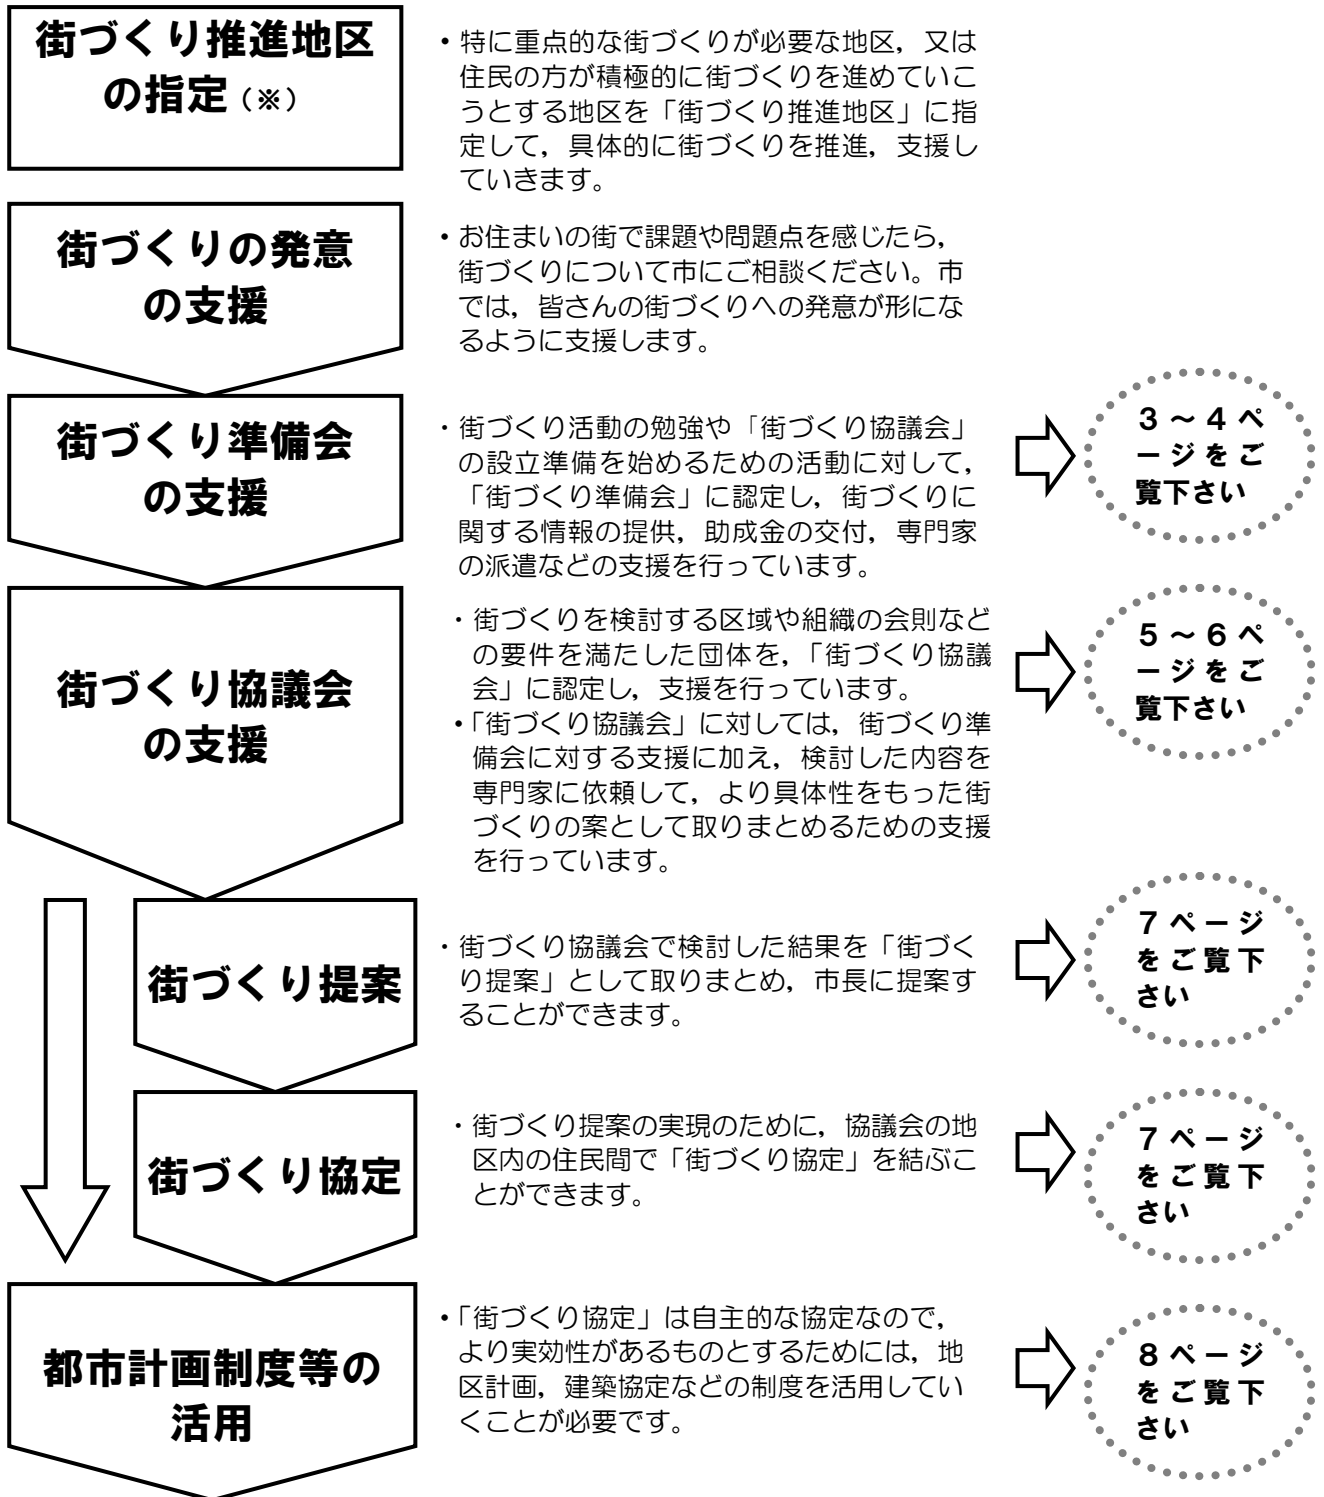 街づくり推進地区
の指定（※）
・特に重点的な街づくりが必要な地区，又は
住民の方が積極的に街づくりを進めていこ
うとする地区を「街づくり推進地区」に指
定して，具体的に街づくりを推進，支援し
ていきます。
街づくりの発意
の支援
・お住まいの街で課題や問題点を感じたら，
街づくりについて市にご相談ください。市
では，皆さんの街づくりへの発意が形にな
るように支援します。
街づくり準備会
の支援
・街づくり活動の勉強や「街づくり協議会」
の設立準備を始めるための活動に対して，
「街づくり準備会」に認定し，街づくりに
関する情報の提供，助成金の交付，専門家
の派遣などの支援を行っています。
３～４ペ
ージをご
覧下さい
街づくり協議会
の支援
・街づくりを検討する区域や組織の会則など
の要件を満たした団体を，「街づくり協議
会」に認定し，支援を行っています。
・「街づくり協議会」に対しては，街づくり準
備会に対する支援に加え，検討した内容を
専門家に依頼して，より具体性をもった街
づくりの案として取りまとめるための支援
を行っています。
５～６ペ
ージをご
覧下さい
街づくり提案
・街づくり協議会で検討した結果を「街づく
り提案」として取りまとめ，市長に提案す
ることができます。
７ページ
をご覧下
さい
街づくり協定
・街づくり提案の実現のために，協議会の地
区内の住民間で「街づくり協定」を結ぶこ
とができます。
７ページ
をご覧下
さい
都市計画制度等の
活用
・「街づくり協定」は自主的な協定なので，
より実効性があるものとするためには，地
区計画，建築協定などの制度を活用してい
くことが必要です。
８ページ
をご覧下
さい